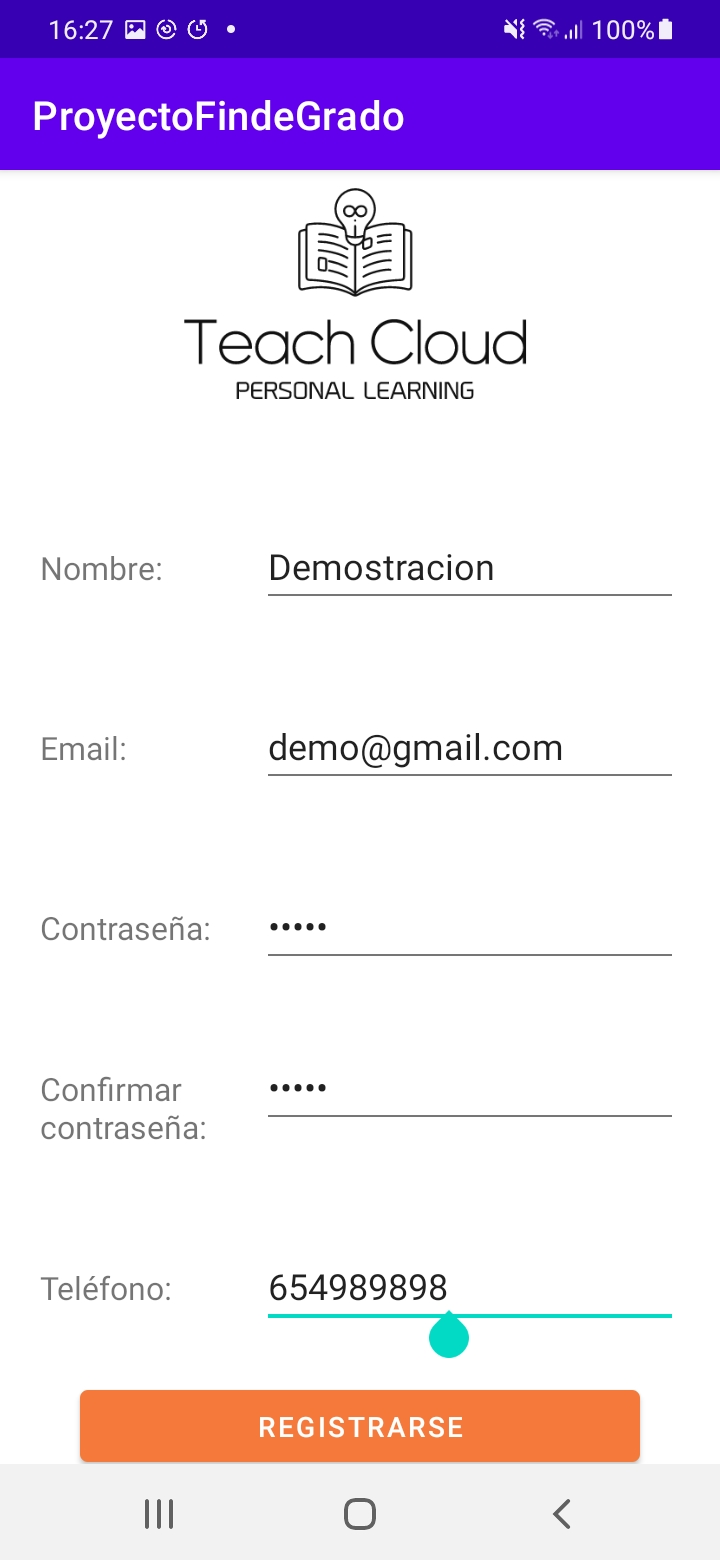 16:27
100%
ProyectoFindeGrado
Teach Cloud
PERSONAL LEARNING
Nombre: Demostracion
Email: demo@gmail.com
Contraseña: •••••
Confirmar •••••
contraseña:
Teléfono: 654989898
REGISTRARSE